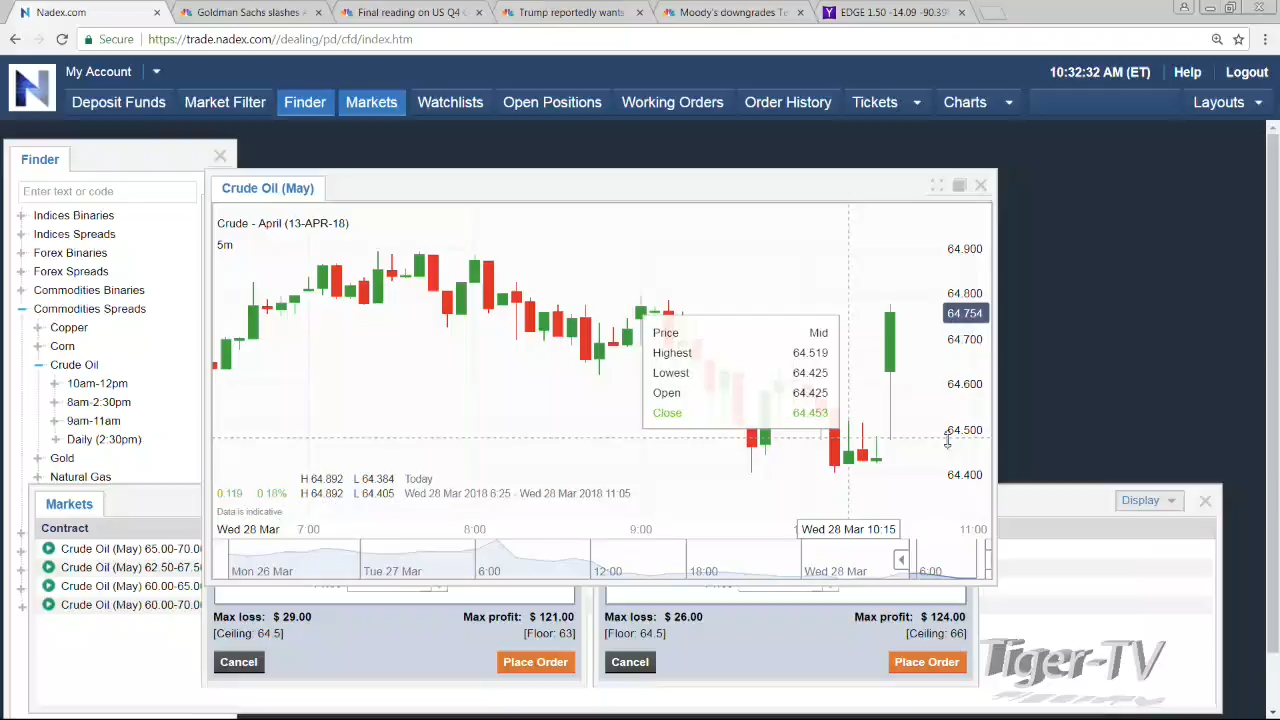 Nadex.com
Goldman Sachs slashes
Final reading on US Q4
Trump reportedly wants
Moody's downgrades Te
EDGE 1.50 -14.09 -90.39
Secure
https://trade.nadex.com//dealing/pd/cfd/index.htm
N
My Account
10:32:32 AM (ET)
Help
Logout
Deposit Funds
Market Filter
Finder
Markets
Watchlists
Open Positions
Working Orders
Order History
Tickets
Charts
Layouts
Finder
Enter text or code
Indices Binaries
Indices Spreads
Forex Binaries
Forex Spreads
Commodities Binaries
Commodities Spreads
Copper
Corn
Crude Oil
10am-12pm
8am-2:30pm
9am-11am
Daily (2:30pm)
Gold
Natural Gas
Crude Oil (May)
Crude - April (13-APR-18)
5m
64.900
64.800
64.754
64.700
64.600
64.500
64.400
Price Mid
Highest 64.519
Lowest 64.425
Open 64.425
Close 64.453
H 64.892 L 64.384 Today
0.119 0.18% H 64.892 L 64.405 Wed 28 Mar 2018 6:25 - Wed 28 Mar 2018 11:05
Data is indicative
Wed 28 Mar 7:00 8:00 9:00 Wed 28 Mar 10:15 11:00
Mon 26 Mar Tue 27 Mar 6:00 12:00 18:00 Wed 28 Mar 6:00
Markets
Display
Contract
Crude Oil (May) 65.00-70.0
Crude Oil (May) 62.50-67.5
Crude Oil (May) 60.00-65.0
Crude Oil (May) 60.00-70.0
Max loss: $ 29.00 Max profit: $ 121.00
[Ceiling: 64.5] [Floor: 63]
Cancel Place Order
Max loss: $ 26.00 Max profit: $ 124.00
[Floor: 64.5] [Ceiling: 66]
Cancel Place Order
Tiger-TV